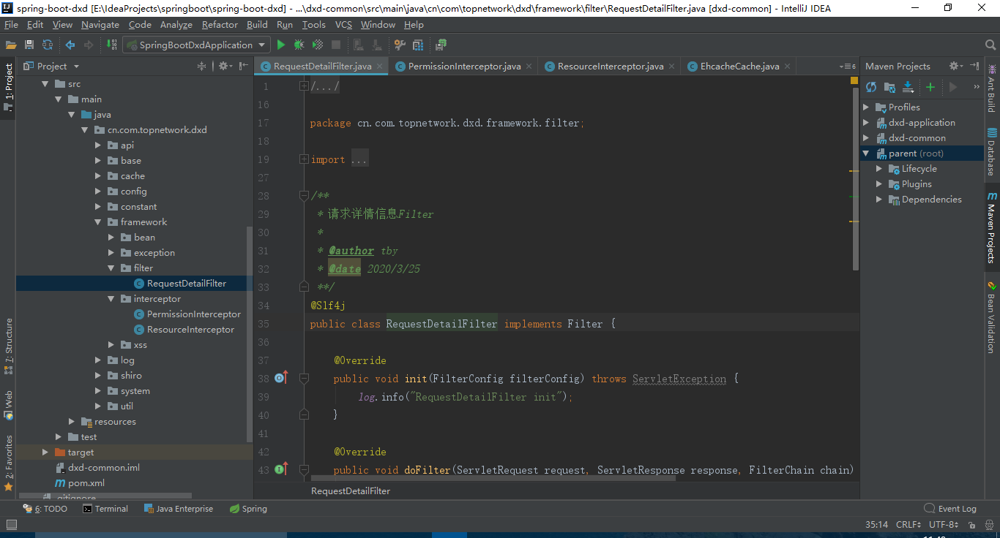 spring-boot-dxd [E:\IdeaProjects\springboot\spring-boot-dxd] - ...\dxd-common\src\main\java\cn\com\topnetwork\dxd\framework\filter\RequestDetailFilter.java [dxd-common] - IntelliJ IDEA
File Edit View Navigate Code Analyze Refactor Build Run Tools VCS Window Help
SpringBootDxdApplication
Project
RequestDetailFilter.java
PermissionInterceptor.java
ResourceInterceptor.java
EhcacheCache.java
6
Maven Projects
1: Project
7: Structure
Web
2: Favorites
src
main
java
cn.com.topnetwork.dxd
api
base
cache
config
constant
framework
bean
exception
filter
RequestDetailFilter
interceptor
PermissionInterceptor
ResourceInterceptor
xss
log
shiro
system
util
resources
test
target
dxd-common.iml
pom.xml
.gitignore
1 /.../
16
17 package cn.com.topnetwork.dxd.framework.filter;
18
19 import ...
27
28 /**
29 * 请求详情信息Filter
30 *
31 * @author tby
32 * @date 2020/3/25
33 **/
34 @Slf4j
35 public class RequestDetailFilter implements Filter {
36
37 @Override
38 public void init(FilterConfig filterConfig) throws ServletException {
39 log.info("RequestDetailFilter init");
40 }
41
42 @Override
43 public void doFilter(ServletRequest request, ServletResponse response, FilterChain chain)
RequestDetailFilter
Profiles
dxd-application
dxd-common
parent (root)
Lifecycle
Plugins
Dependencies
Ant Build
Database
Maven Projects
Bean Validation
6: TODO
Terminal
Java Enterprise
Spring
Event Log
35:14 CRLF UTF-8